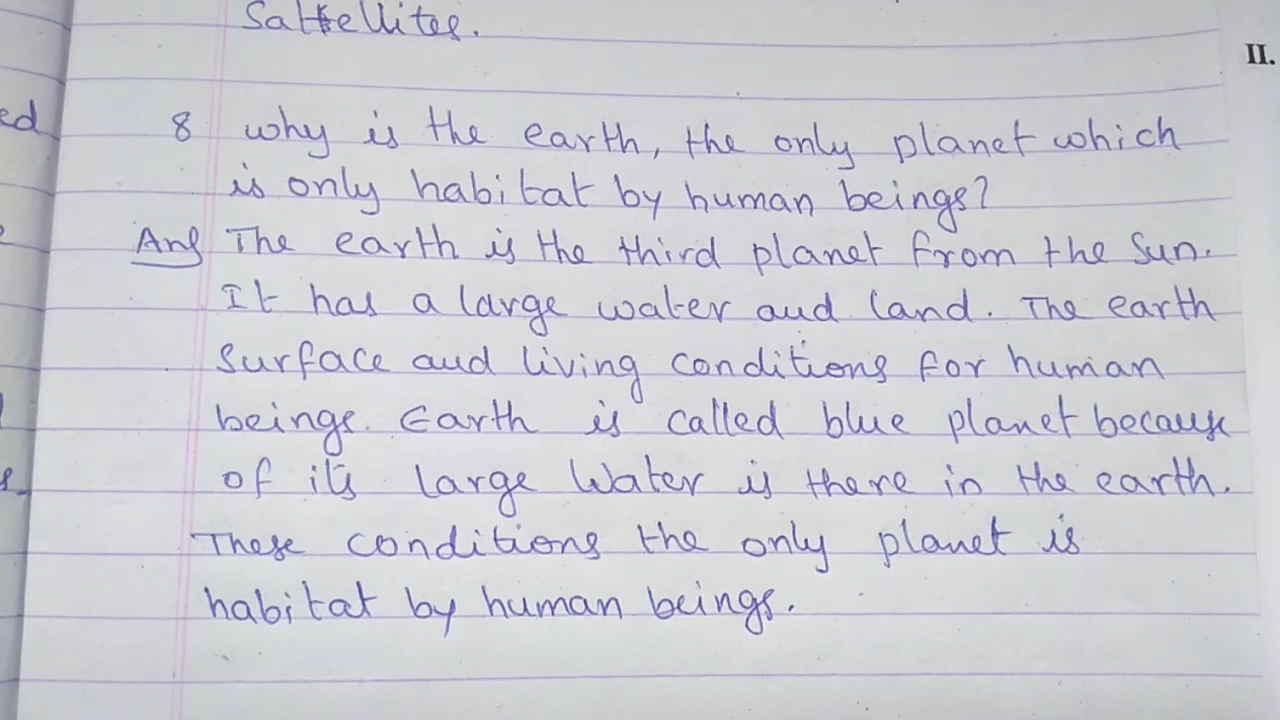 Sattellites.
II.
ed
8 why is the earth, the only planet which
is only habitat by human beings?
Ans The earth is the third planet from the Sun.
It has a large water and land. The earth
Surface and living conditions for human
beings. Earth is called blue planet because
of its large Water is there in the earth.
These conditions the only planet is
habitat by human beings.